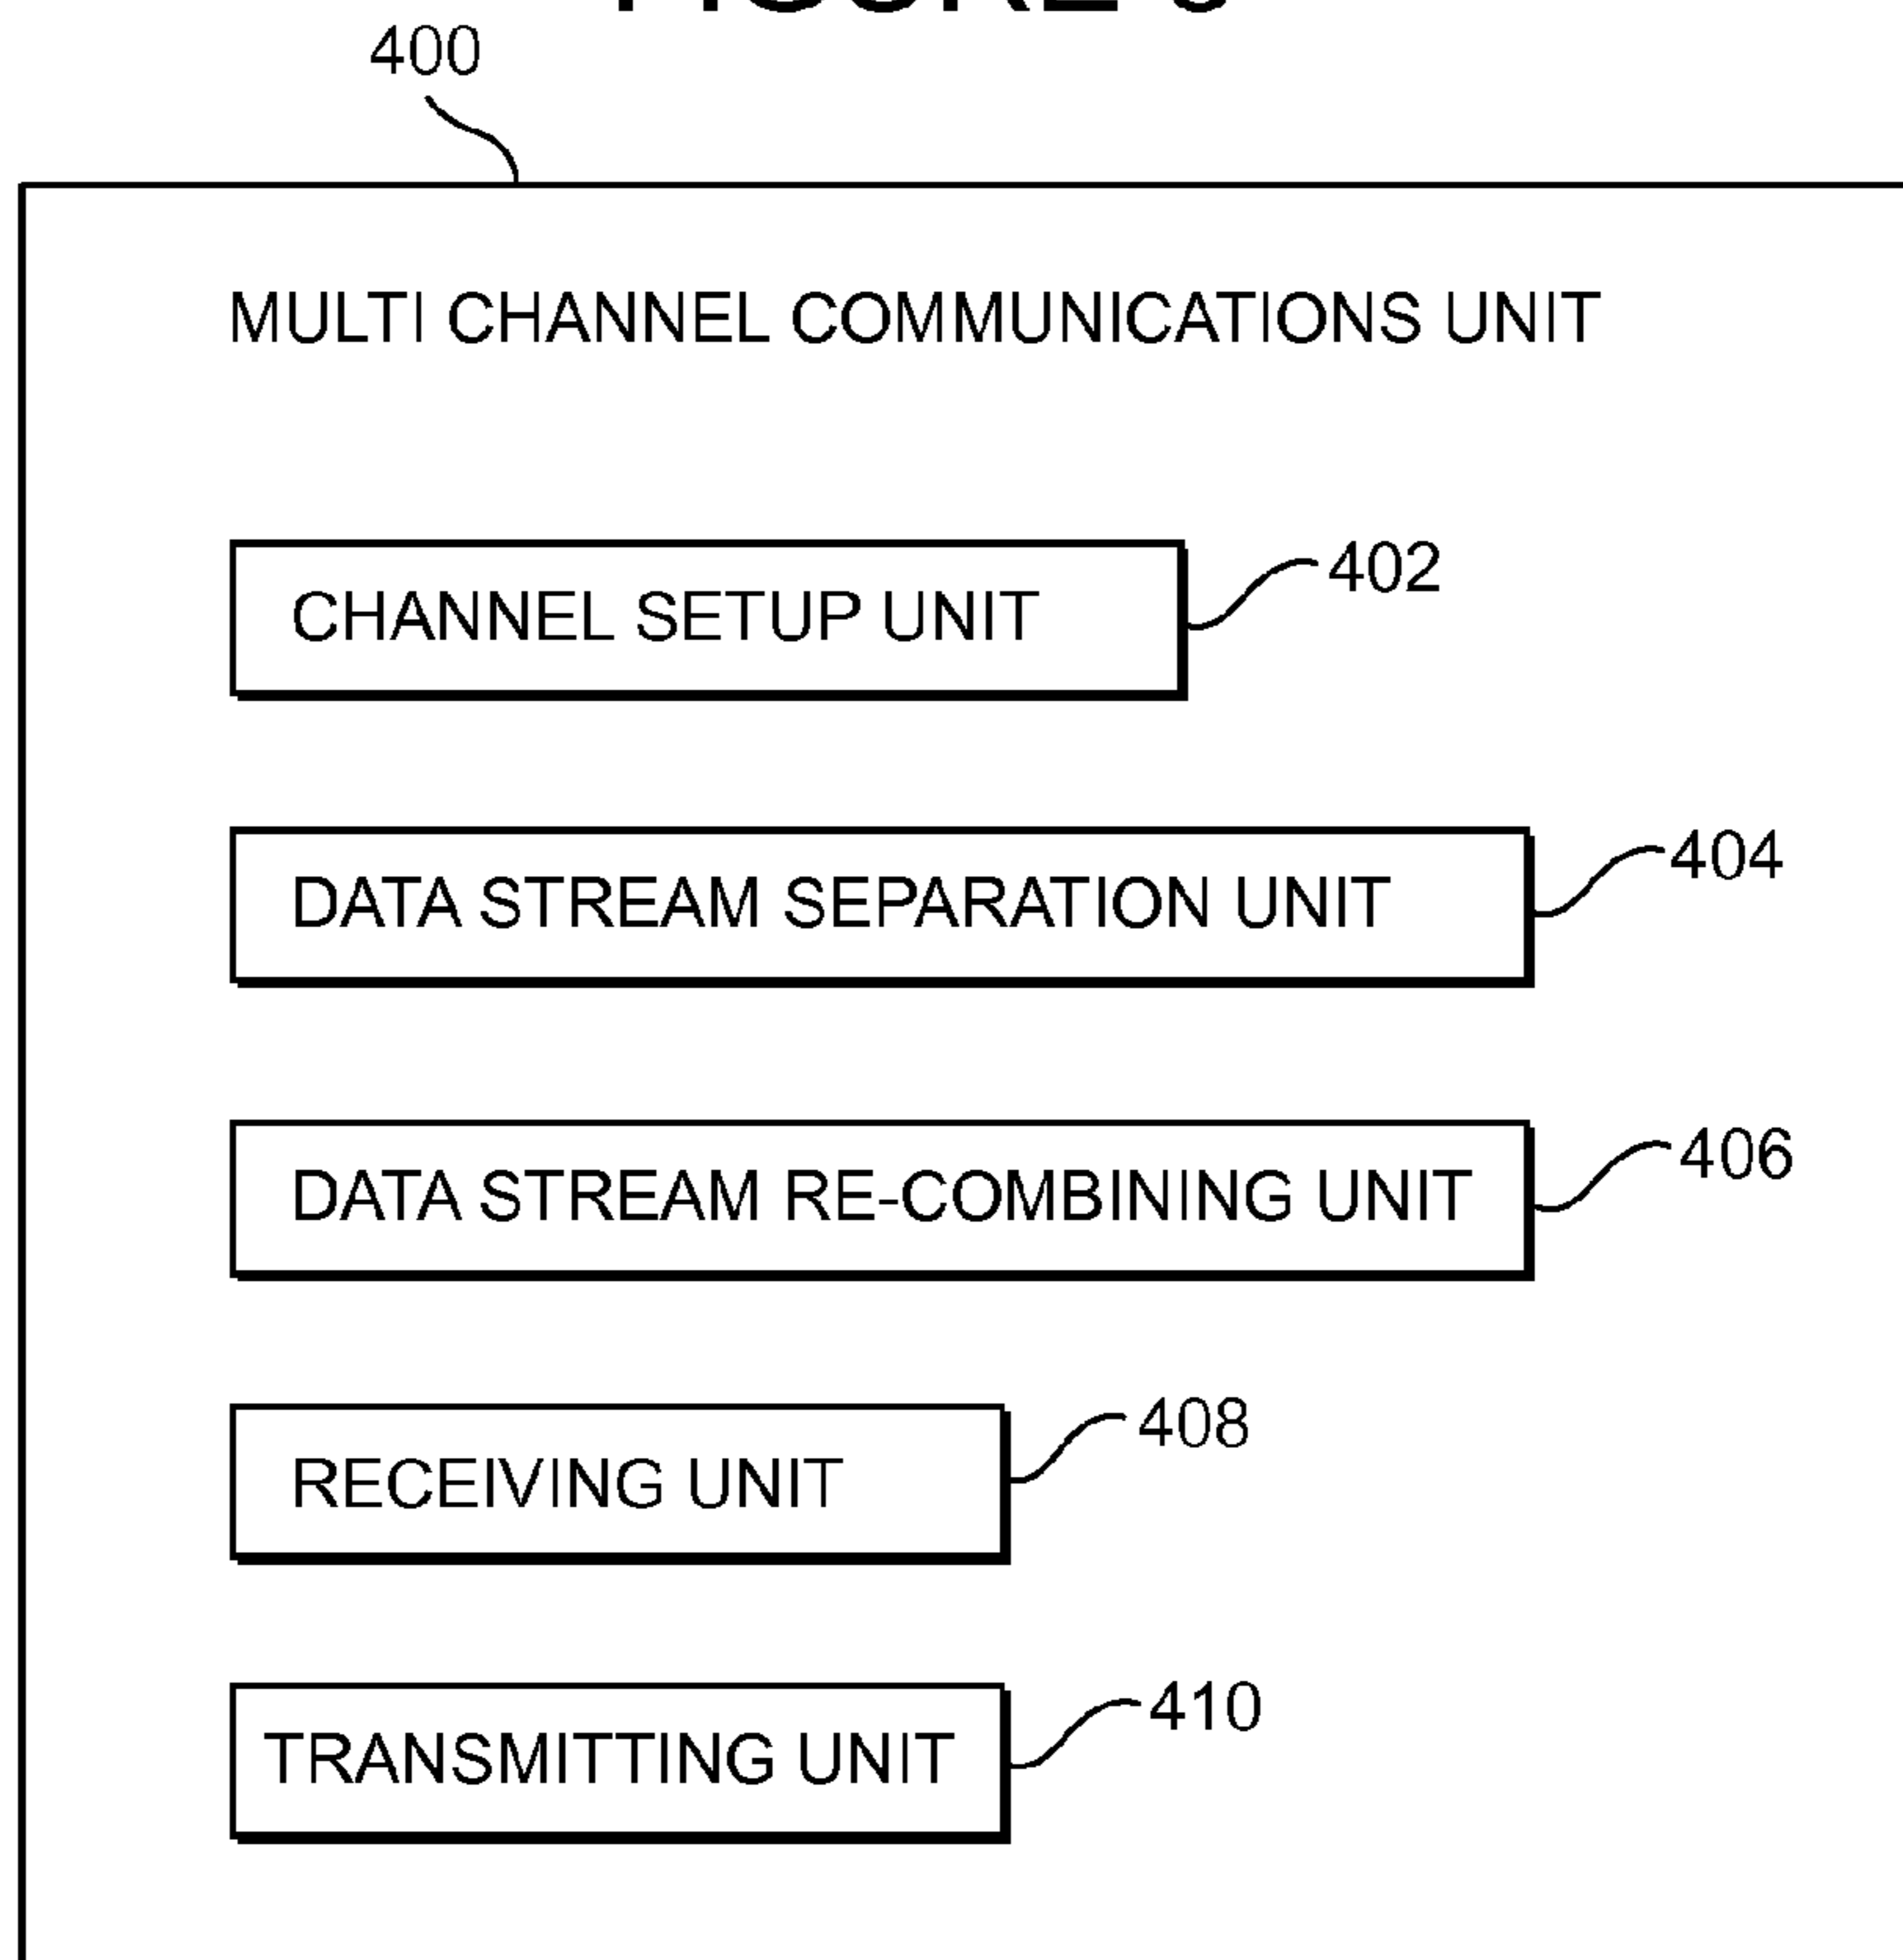 400
MULTI CHANNEL COMMUNICATIONS UNIT
CHANNEL SETUP UNIT
402
DATA STREAM SEPARATION UNIT
404
DATA STREAM RE-COMBINING UNIT
406
RECEIVING UNIT
408
TRANSMITTING UNIT
410